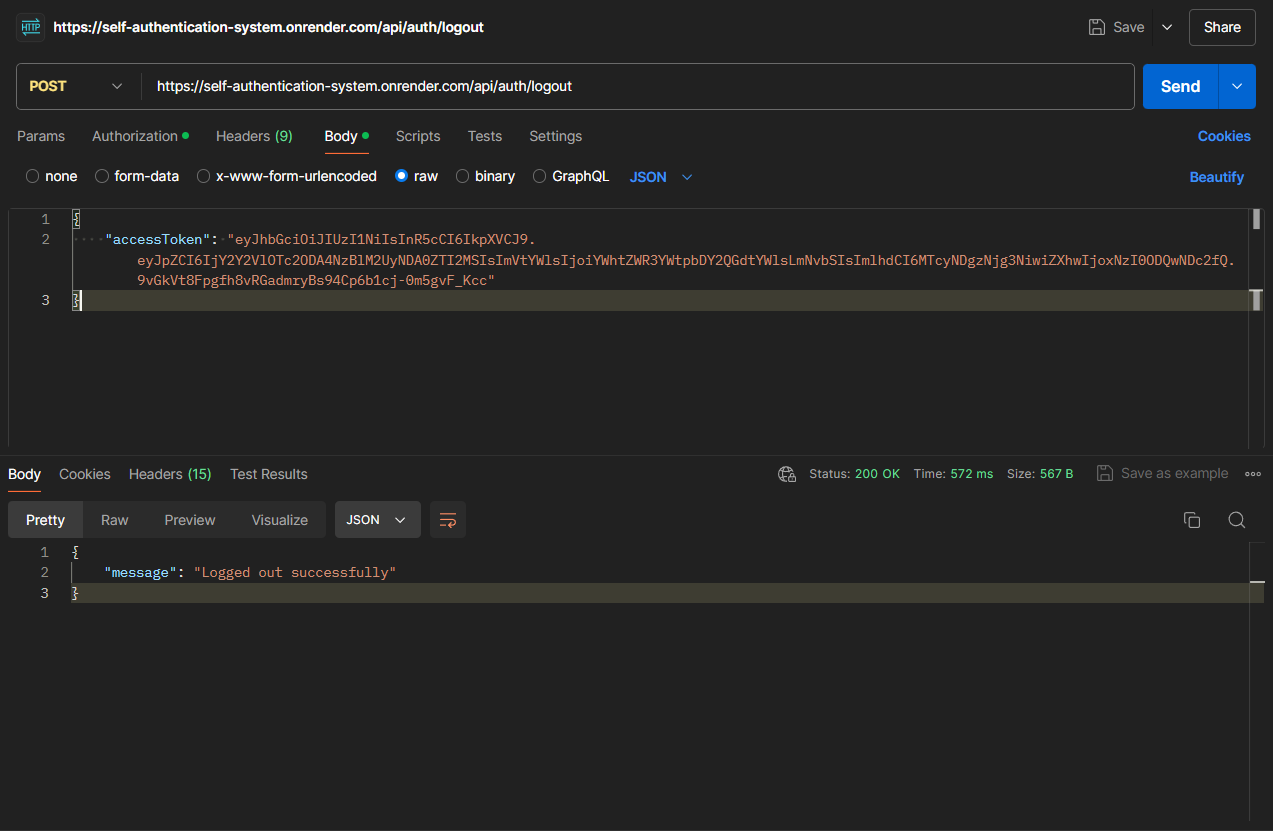 HTTP https://self-authentication-system.onrender.com/api/auth/logout Save Share
POST https://self-authentication-system.onrender.com/api/auth/logout Send
Params Authorization Headers (9) Body Scripts Tests Settings Cookies
none form-data x-www-form-urlencoded raw binary GraphQL JSON Beautify
1 {
2 "accessToken": "eyJhbGciOiJIUzI1NiIsInR5cCI6IkpXVCJ9.
eyJpZCI6IjY2Y2VlOTc2ODA4NzBlM2UyNDA0ZTI2MSIsImVtYWlsIjoiYWhtZWR3YWtpbDY2QGdtYWlsLmNvbSIsImlhdCI6MTcyNDgzNjg3NiwiZXhwIjoxNzI0ODQwNDc2fQ.
9vGkVt8Fpgfh8vRGadmryBs94Cp6b1cj-0m5gvF_Kcc"
3 }
Body Cookies Headers (15) Test Results Status: 200 OK Time: 572 ms Size: 567 B Save as example
Pretty Raw Preview Visualize JSON
1 {
2 "message": "Logged out successfully"
3 }